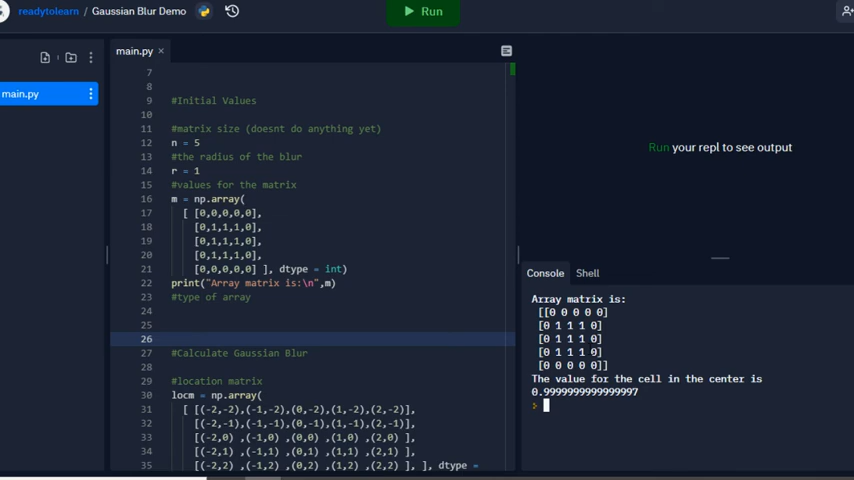 readytolearn / Gaussian Blur Demo
Run
main.py
main.py
7
8
9 #Initial Values
10
11 #matrix size (doesnt do anything yet)
12 n = 5
13 #the radius of the blur
14 r = 1
15 #values for the matrix
16 m = np.array(
17 [ [0,0,0,0,0],
18 [0,1,1,1,0],
19 [0,1,1,1,0],
20 [0,1,1,1,0],
21 [0,0,0,0,0] ], dtype = int)
22 print("Array matrix is:\n",m)
23 #type of array
24
25
26
27 #Calculate Gaussian Blur
28
29 #location matrix
30 locm = np.array(
31 [ [(-2,-2),(-1,-2),(0,-2),(1,-2),(2,-2)],
32 [(-2,-1),(-1,-1),(0,-1),(1,-1),(2,-1)],
33 [(-2,0) ,(-1,0) ,(0,0) ,(1,0) ,(2,0) ],
34 [(-2,1) ,(-1,1) ,(0,1) ,(1,1) ,(2,1) ],
35 [(-2,2) ,(-1,2) ,(0,2) ,(1,2) ,(2,2) ], ], dtype =
Run your repl to see output
Console Shell
Array matrix is:
[[0 0 0 0 0]
[0 1 1 1 0]
[0 1 1 1 0]
[0 1 1 1 0]
[0 0 0 0 0]]
The value for the cell in the center is
0.9999999999999997
>